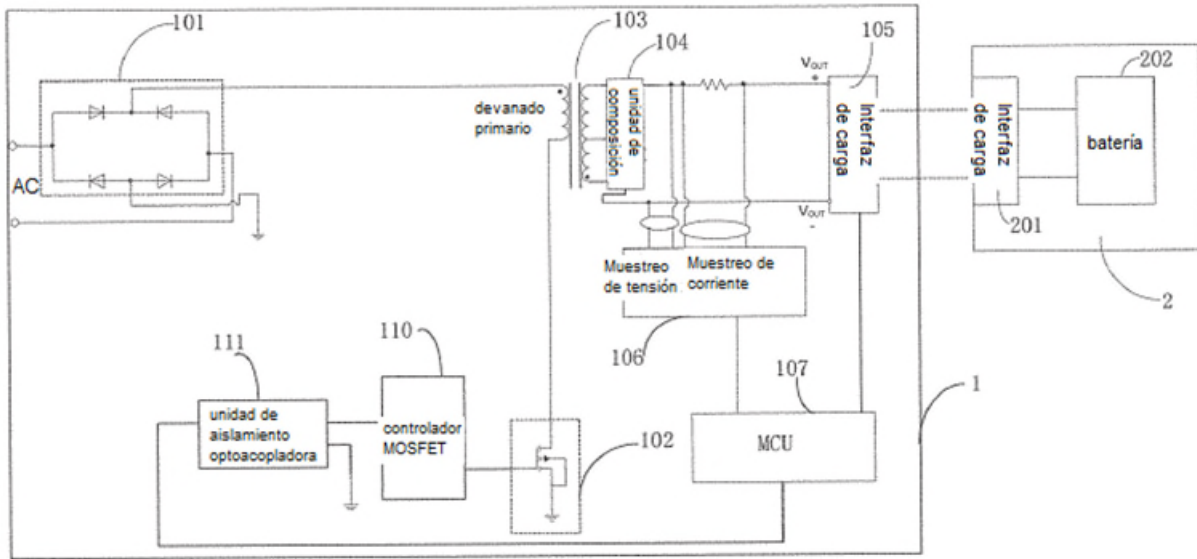 101
103
104
105
202
AC
devanado
primario
unidad de
composición
VOUT
+
Interfaz
de carga
Interfaz
de carga
batería
VOUT
-
201
2
Muestreo
de tensión
Muestreo de
corriente
106
111
110
107
1
unidad de
aislamiento
optoacopladora
controlador
MOSFET
102
MCU